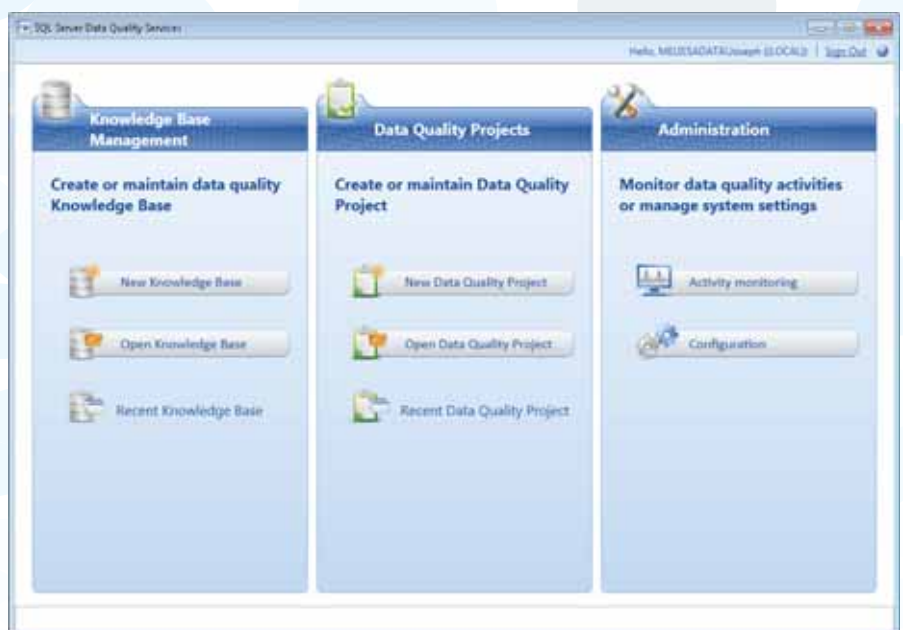 SQL Server Data Quality Services
Hello, MELISSADATA\Joseph (LOCAL) | Sign Out
Knowledge Base
Management
Create or maintain data quality
Knowledge Base
New Knowledge Base
Open Knowledge Base
Recent Knowledge Base
Data Quality Projects
Create or maintain Data Quality
Project
New Data Quality Project
Open Data Quality Project
Recent Data Quality Project
Administration
Monitor data quality activities
or manage system settings
Activity monitoring
Configuration